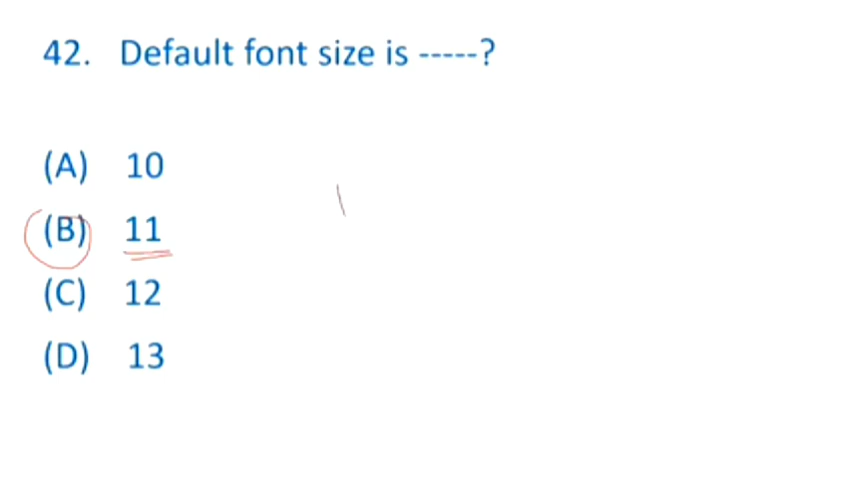 42. Default font size is -----?
(A) 10
(B) 11
(C) 12
(D) 13